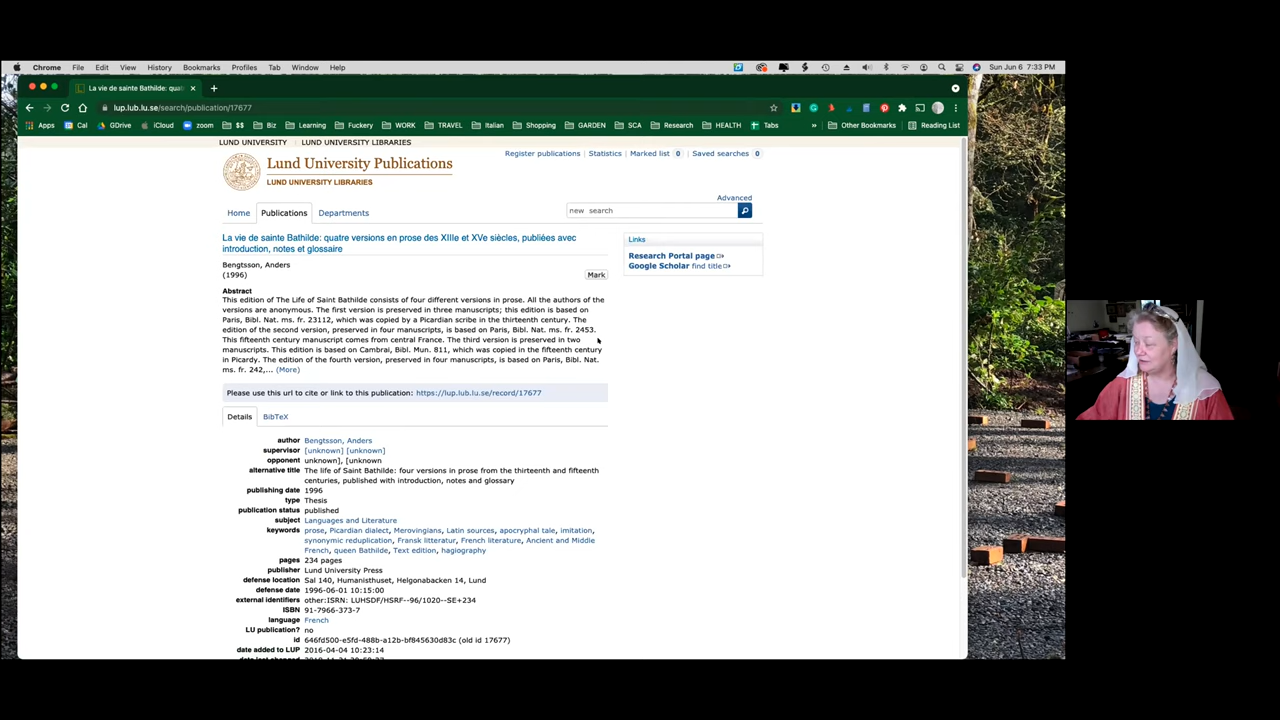 Chrome File Edit View History Bookmarks Profiles Tab Window Help Sun Jun 6 7:33 PM
La vie de sainte Bathilde: qua
lup.lub.lu.se/search/publication/17677
Apps Cal GDrive iCloud zoom $$ Biz Learning Fuckery WORK TRAVEL Italian Shopping GARDEN SCA Research HEALTH Tabs » Other Bookmarks Reading List
LUND UNIVERSITY LUND UNIVERSITY LIBRARIES
Register publications | Statistics | Marked list 0 | Saved searches 0
Lund University Publications
LUND UNIVERSITY LIBRARIES
Advanced
Home Publications Departments
new search
La vie de sainte Bathilde: quatre versions en prose des XIIIe et XVe siècles, publiées avec
introduction, notes et glossaire
Links
Research Portal page
Google Scholar find title
Bengtsson, Anders
(1996)
Mark
Abstract
This edition of The Life of Saint Bathilde consists of four different versions in prose. All the authors of the
versions are anonymous. The first version is preserved in three manuscripts; this edition is based on
Paris, Bibl. Nat. ms. fr. 23112, which was copied by a Picardian scribe in the thirteenth century. The
edition of the second version, preserved in four manuscripts, is based on Paris, Bibl. Nat. ms. fr. 2453.
This fifteenth century manuscript comes from central France. The third version is preserved in two
manuscripts. This edition is based on Cambrai, Bibl. Mun. 811, which was copied in the fifteenth century
in Picardy. The edition of the fourth version, preserved in four manuscripts, is based on Paris, Bibl. Nat.
ms. fr. 242,... (More)
Please use this url to cite or link to this publication: https://lup.lub.lu.se/record/17677
Details BibTeX
author Bengtsson, Anders
supervisor [unknown] [unknown]
opponent unknown], [unknown
alternative title The life of Saint Bathilde: four versions in prose from the thirteenth and fifteenth
centuries, published with introduction, notes and glossary
publishing date 1996
type Thesis
publication status published
subject Languages and Literature
keywords prose, Picardian dialect, Merovingians, Latin sources, apocryphal tale, imitation,
synonymic reduplication, Fransk litteratur, French literature, Ancient and Middle
French, queen Bathilde, Text edition, hagiography
pages 234 pages
publisher Lund University Press
defense location Sal 140, Humanisthuset, Helgonabacken 14, Lund
defense date 1996-06-01 10:15:00
external identifiers other:ISRN: LUHSDF/HSRF--96/1020--SE+234
ISBN 91-7966-373-7
language French
LU publication? no
id 646fd500-e5fd-488b-a12b-bf845630d83c (old id 17677)
date added to LUP 2016-04-04 10:23:14